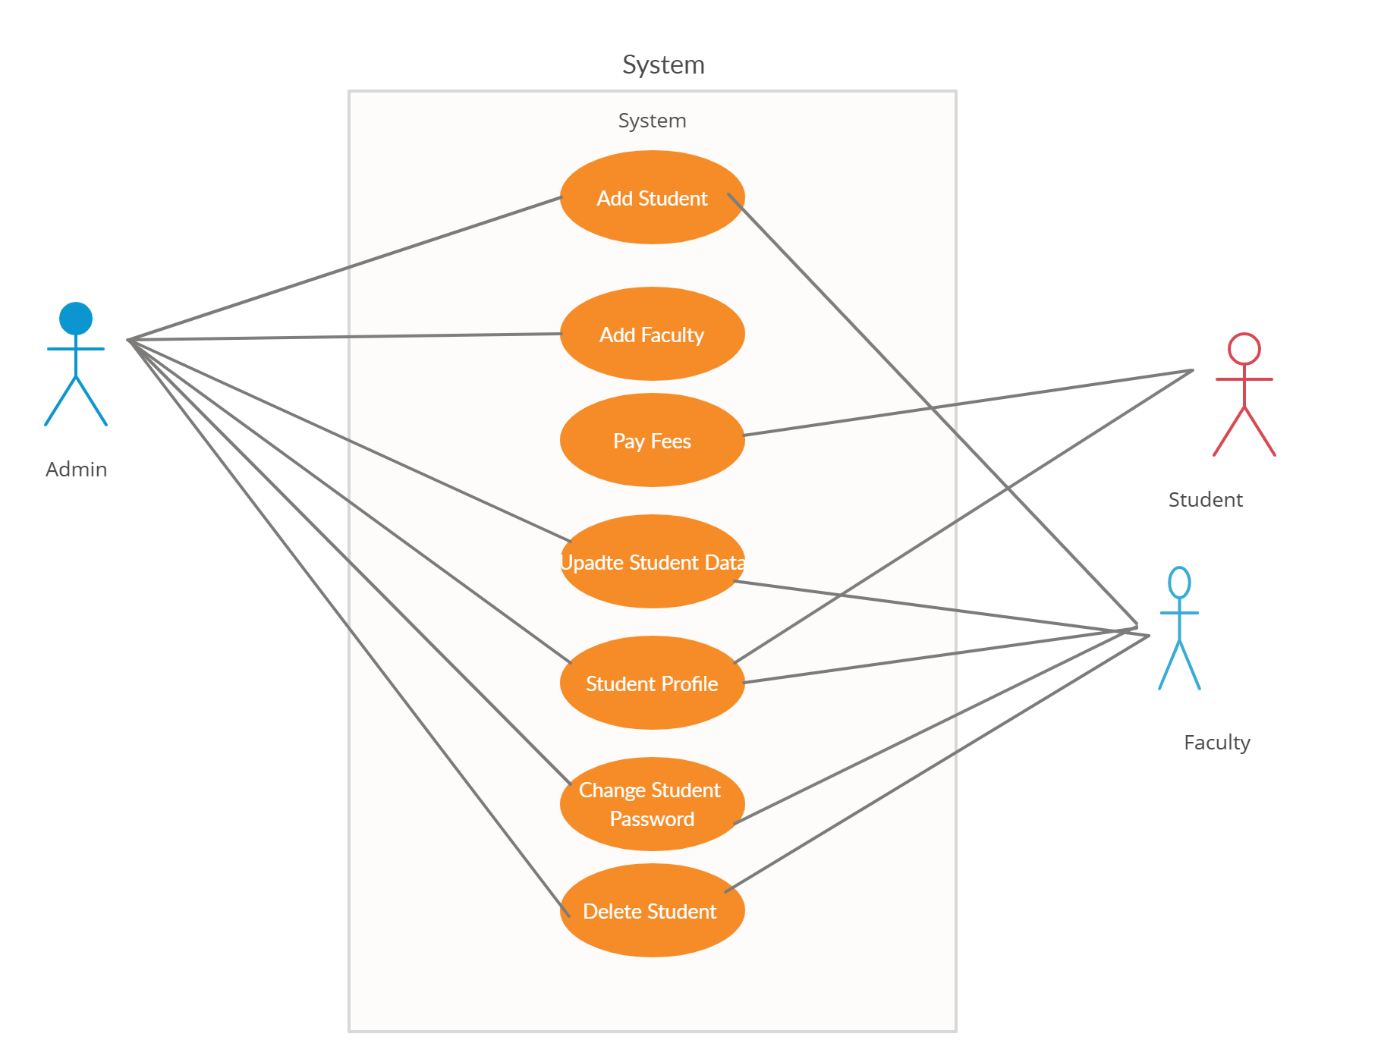 System
System
Add Student
Add Faculty
Pay Fees
Upadte Student Data
Student Profile
Change Student
Password
Delete Student
Admin
Student
Faculty